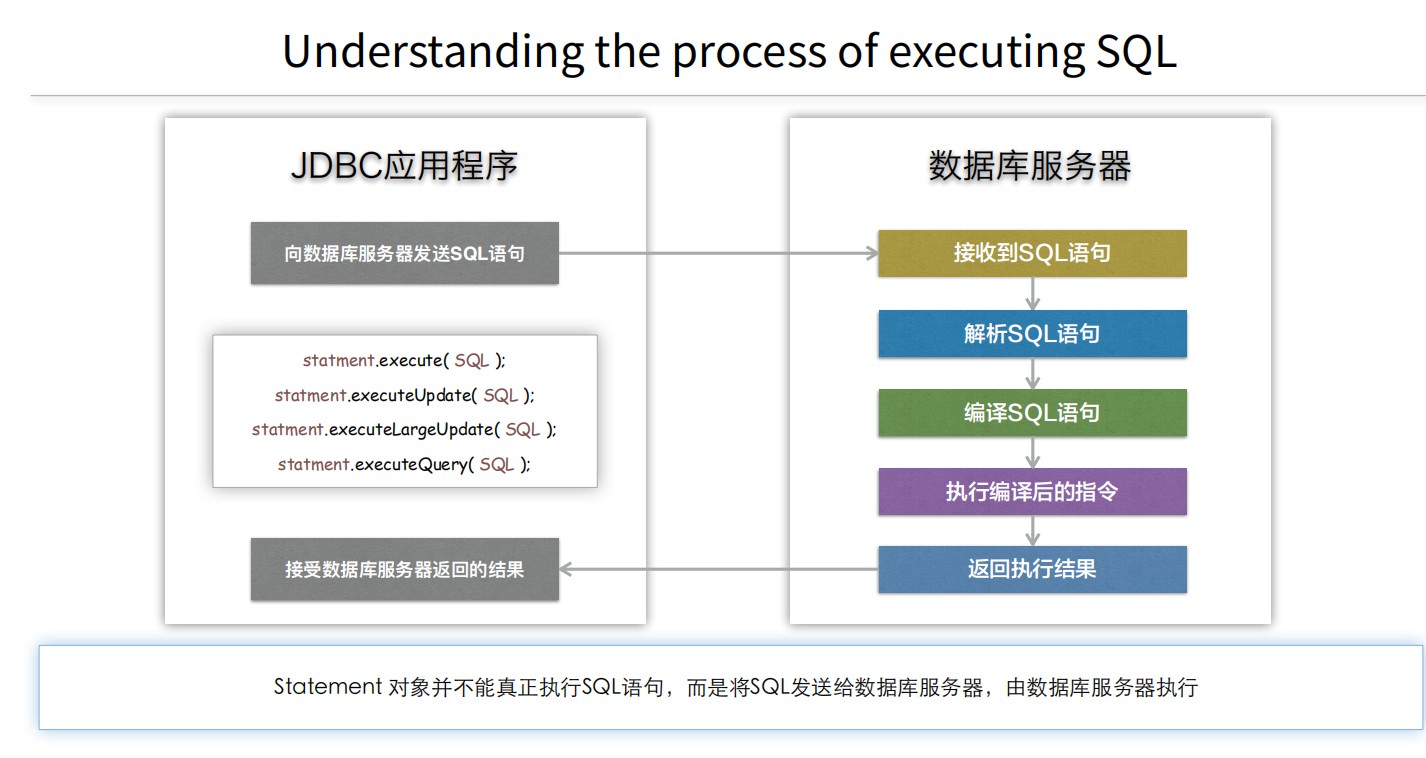 Understanding the process of executing SQL
JDBC应用程序
向数据库服务器发送SQL语句
statment.execute( SQL );
statment.executeUpdate( SQL );
statment.executeLargeUpdate( SQL );
statment.executeQuery( SQL );
接受数据库服务器返回的结果
数据库服务器
接收到SQL语句
解析SQL语句
编译SQL语句
执行编译后的指令
返回执行结果
Statement 对象并不能真正执行SQL语句，而是将SQL发送给数据库服务器，由数据库服务器执行